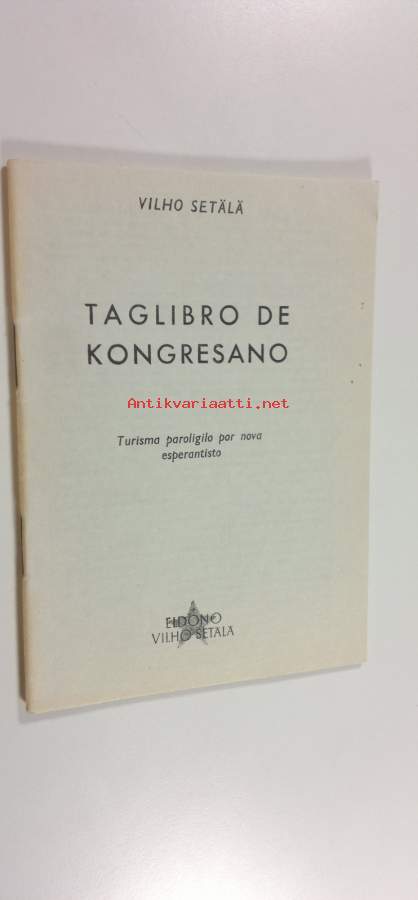 VILHO SETÄLÄ
TAGLIBRO DE
KONGRESANO
Antikvariaatti.net
Turisma paroligilo por nova
esperantisto
ELDONO
VILHO SETÄLÄ